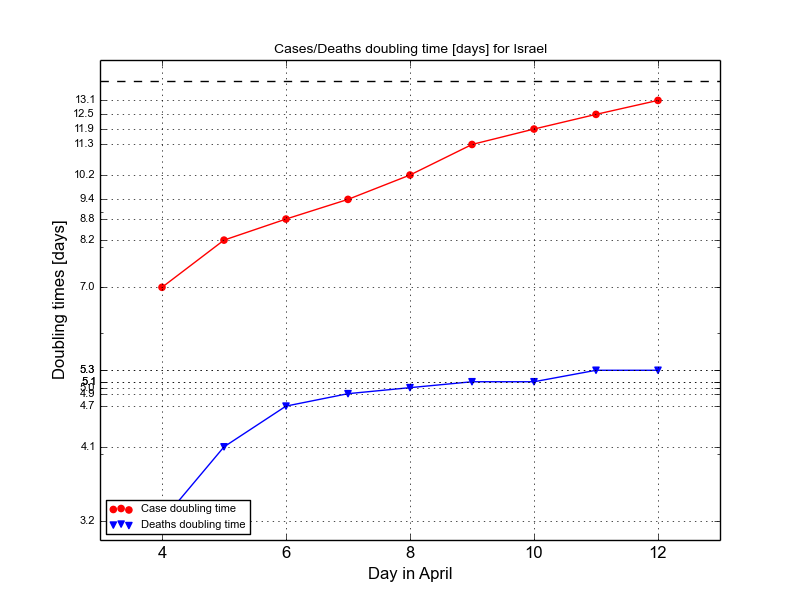 Cases/Deaths doubling time [days] for Israel
13.1
12.5
11.9
11.3
10.2
9.4
8.8
8.2
7.0
5.3
5.1
5.0
4.9
4.7
4.1
3.2
Doubling times [days]
Case doubling time
Deaths doubling time
4 6 8 10 12
Day in April